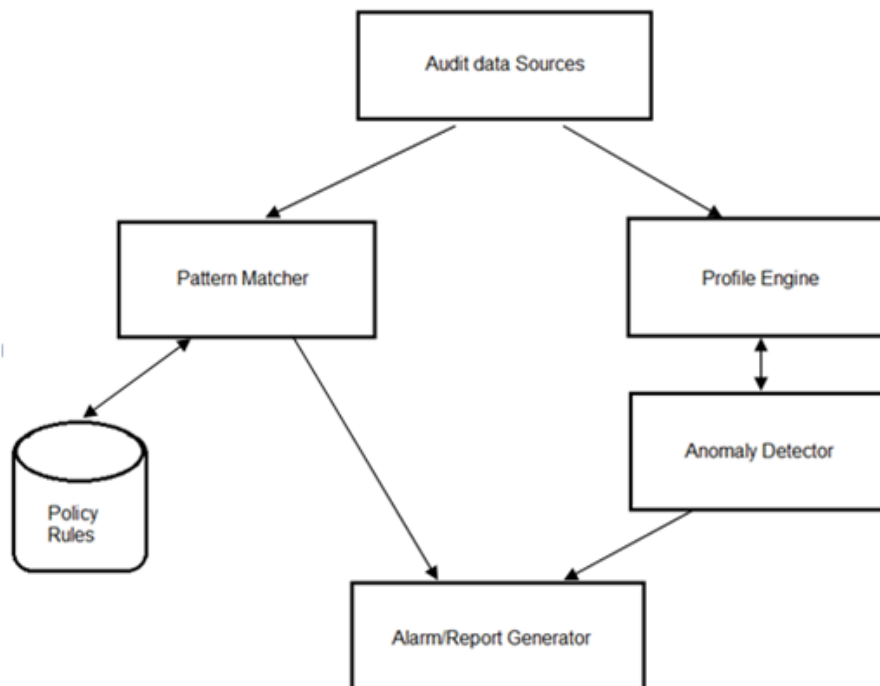 Audit data Sources
Pattern Matcher
Profile Engine
Anomaly Detector
Policy
Rules
Alarm/Report Generator